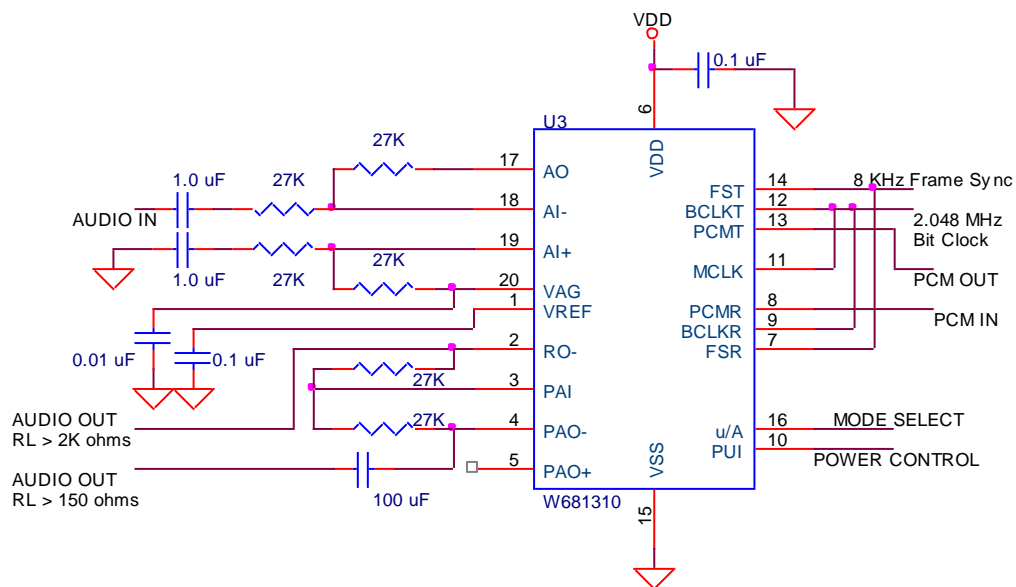 VDD
0.1 uF
6
U3
27K
17
AO
VDD
1.0 uF
27K
FST
14
8 KHz Frame Sync
AUDIO IN
18
AI-
BCLKT
12
2.048 MHz
Bit Clock
PCMT
13
19
AI+
1.0 uF
27K
27K
MCLK
11
PCM OUT
20
VAG
1
VREF
PCMR
8
PCM IN
BCLKR
9
0.01 uF
0.1 uF
2
RO-
FSR
7
27K
3
PAI
AUDIO OUT
RL > 2K ohms
27K
4
PAO-
u/A
16
MODE SELECT
PUI
10
POWER CONTROL
5
PAO+
VSS
AUDIO OUT
RL > 150 ohms
100 uF
W681310
15